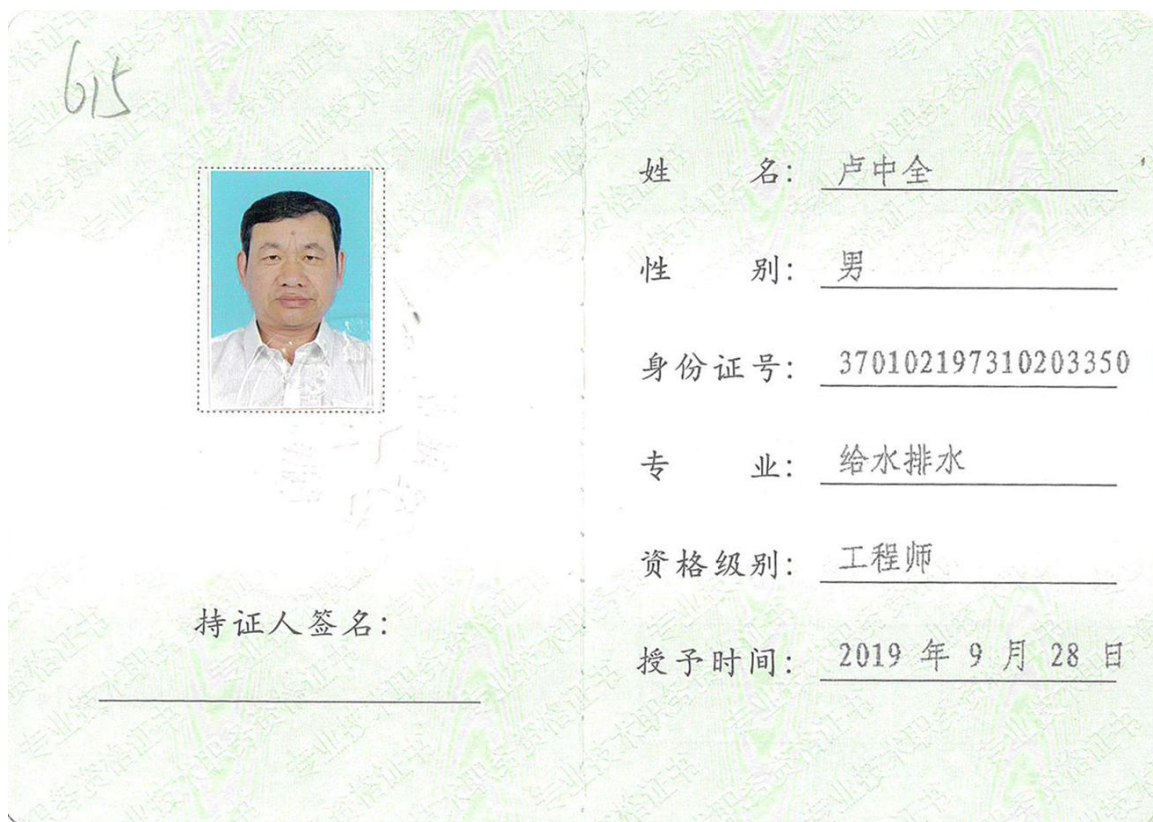 615
姓名: 卢中全
性别: 男
身份证号: 370102197310203350
专业: 给水排水
资格级别: 工程师
持证人签名:
授予时间: 2019 年 9 月 28 日